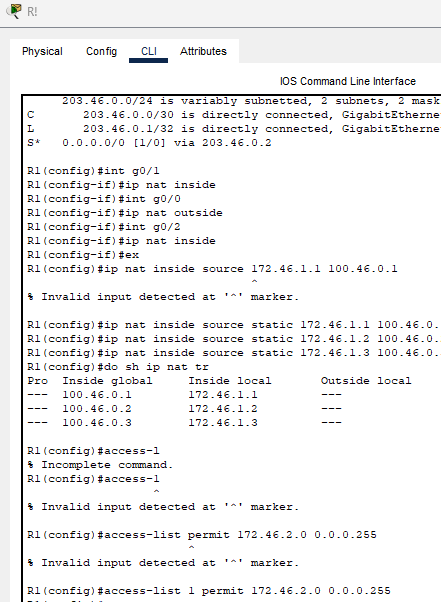 R!
Physical Config CLI Attributes
IOS Command Line Interface
203.46.0.0/24 is variably subnetted, 2 subnets, 2 mask
C 203.46.0.0/30 is directly connected, GigabitEtherne
L 203.46.0.1/32 is directly connected, GigabitEtherne
S* 0.0.0.0/0 [1/0] via 203.46.0.2
R1(config)#int g0/1
R1(config-if)#ip nat inside
R1(config-if)#int g0/0
R1(config-if)#ip nat outside
R1(config-if)#int g0/2
R1(config-if)#ip nat inside
R1(config-if)#ex
R1(config)#ip nat inside source 172.46.1.1 100.46.0.1
^
% Invalid input detected at '^' marker.
R1(config)#ip nat inside source static 172.46.1.1 100.46.0.
R1(config)#ip nat inside source static 172.46.1.2 100.46.0.
R1(config)#ip nat inside source static 172.46.1.3 100.46.0.
R1(config)#do sh ip nat tr
Pro Inside global Inside local Outside local
--- 100.46.0.1 172.46.1.1 ---
--- 100.46.0.2 172.46.1.2 ---
--- 100.46.0.3 172.46.1.3 ---
R1(config)#access-l
% Incomplete command.
R1(config)#access-l
^
% Invalid input detected at '^' marker.
R1(config)#access-list permit 172.46.2.0 0.0.0.255
^
% Invalid input detected at '^' marker.
R1(config)#access-list 1 permit 172.46.2.0 0.0.0.255